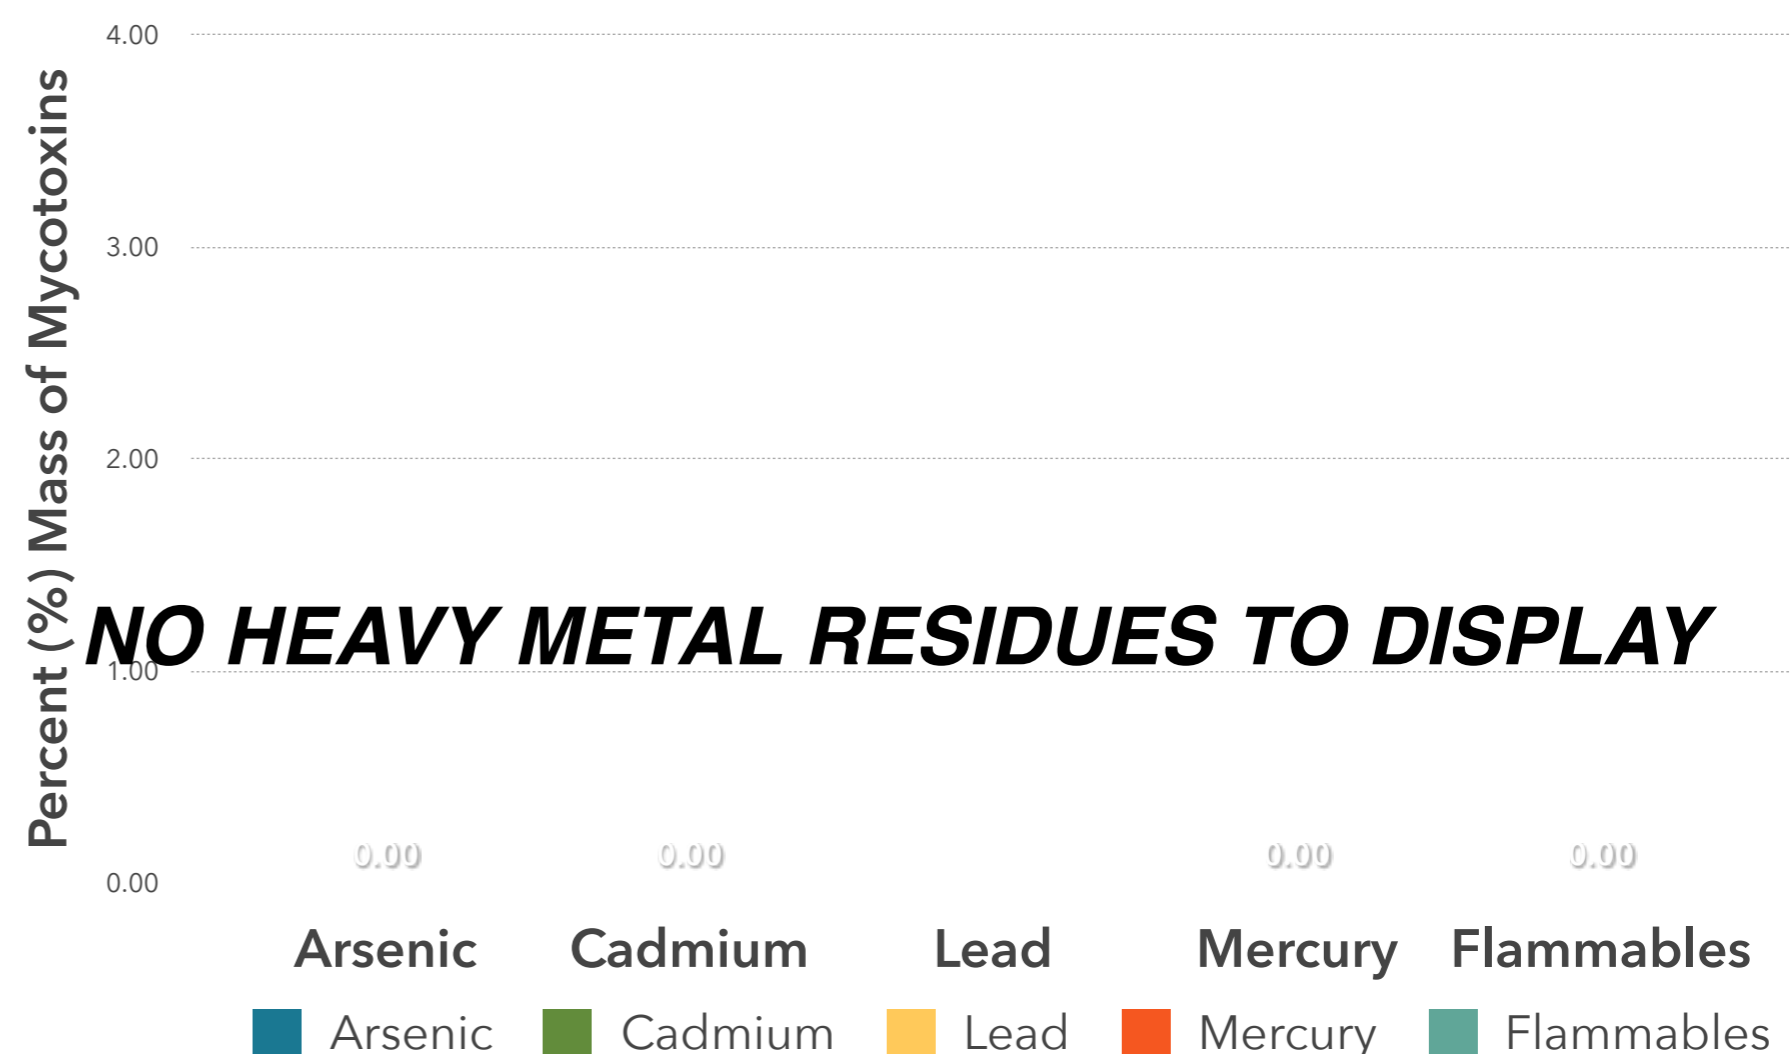 Percent (%) Mass of Mycotoxins
4.00
3.00
2.00
1.00
0.00
NO HEAVY METAL RESIDUES TO DISPLAY
0.00 0.00 0.00 0.00
Arsenic Cadmium Lead Mercury Flammables
Arsenic Cadmium Lead Mercury Flammables